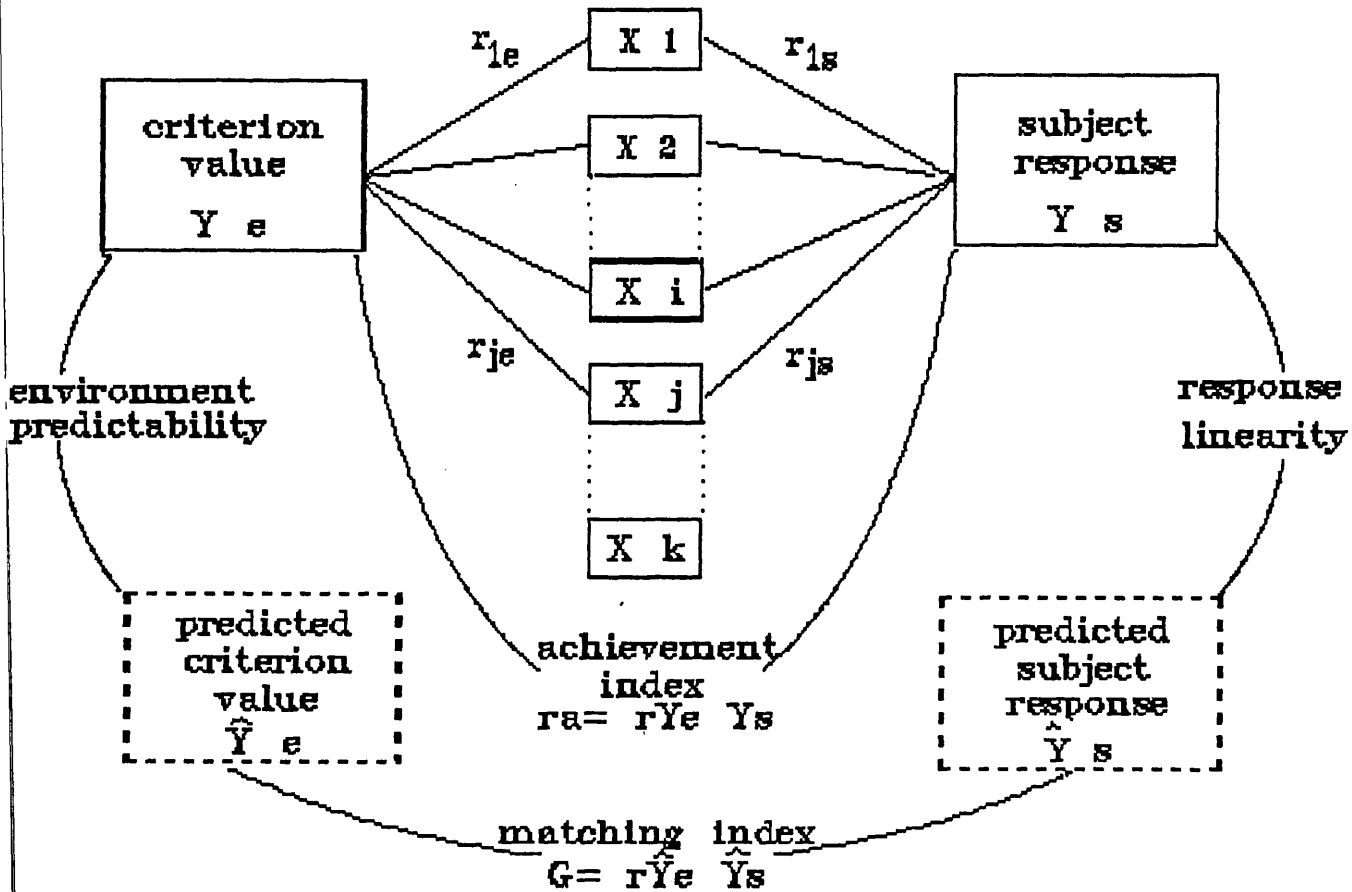 X 1
r1e
r1s
criterion
value
Y e
X 2
subject
response
Y s
X i
rje
rjs
X j
environment
predictability
response
linearity
X k
predicted
criterion
value
Ŷ e
achievement
index
ra= rYe Ys
predicted
subject
response
Ŷ s
matching index
G= rŶe Ŷs